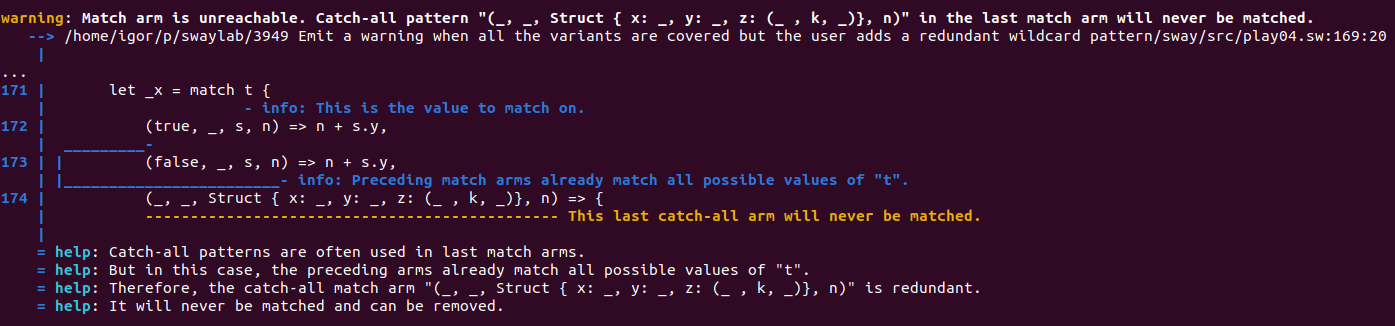 warning: Match arm is unreachable. Catch-all pattern "(_, _, Struct { x: _, y: _, z: (_ , k, _)}, n)" in the last match arm will never be matched.
--> /home/igor/p/swaylab/3949 Emit a warning when all the variants are covered but the user adds a redundant wildcard pattern/sway/src/play04.sw:169:20
|
...
171 | let _x = match t {
| - info: This is the value to match on.
172 | (true, _, s, n) => n + s.y,
| _________-
173 | | (false, _, s, n) => n + s.y,
| |________________________- info: Preceding match arms already match all possible values of "t".
174 | (_, _, Struct { x: _, y: _, z: (_ , k, _)}, n) => {
| ---------------------------------------------- This last catch-all arm will never be matched.
|
= help: Catch-all patterns are often used in last match arms.
= help: But in this case, the preceding arms already match all possible values of "t".
= help: Therefore, the catch-all match arm "(_, _, Struct { x: _, y: _, z: (_ , k, _)}, n)" is redundant.
= help: It will never be matched and can be removed.